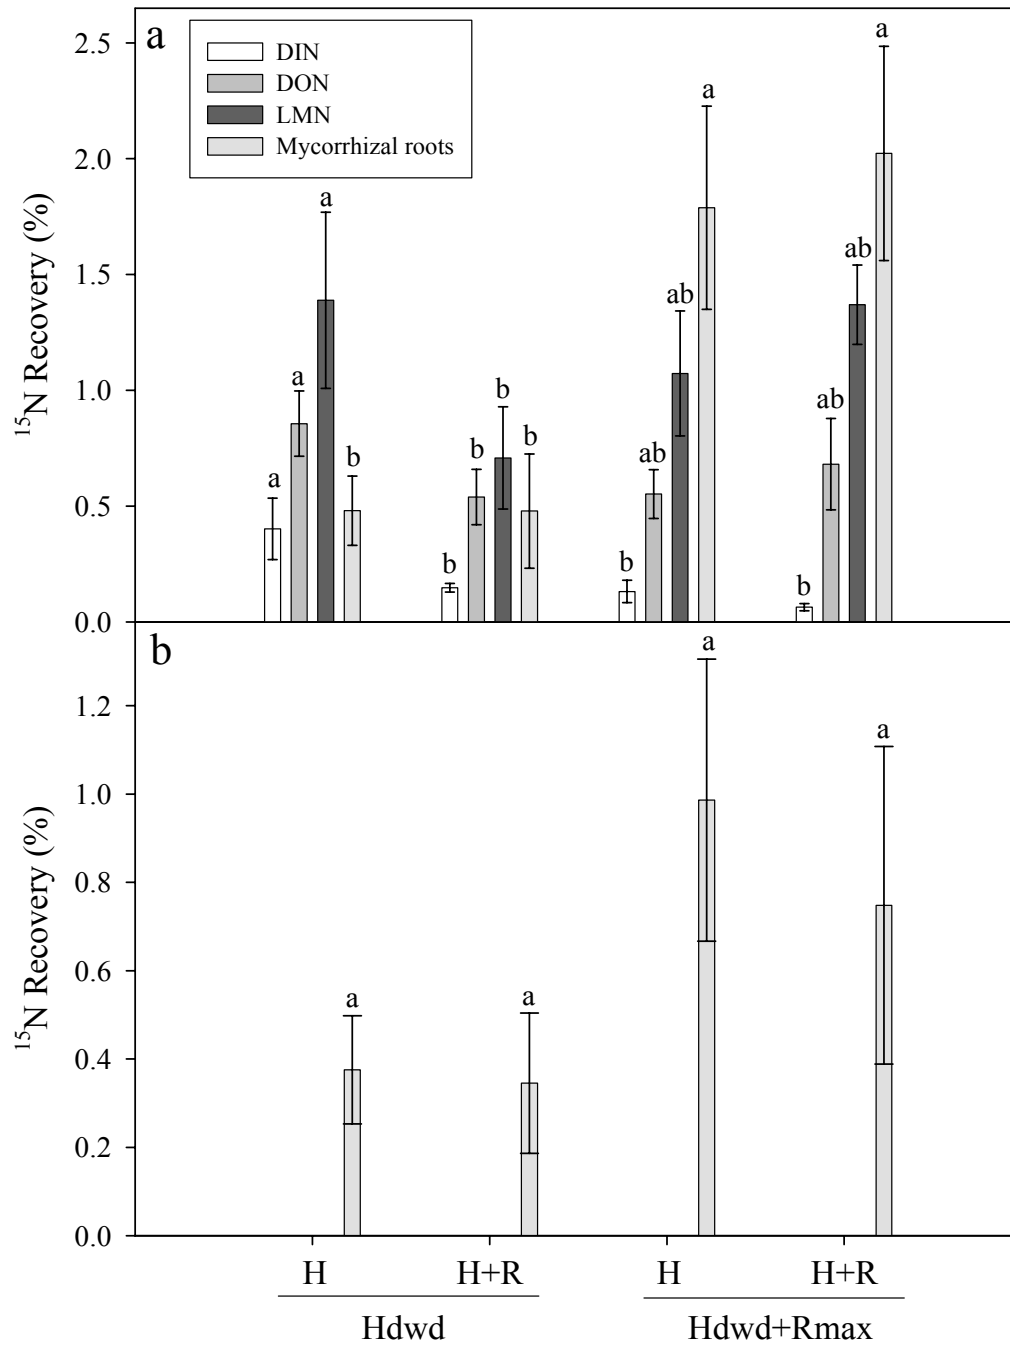 a
DIN
DON
LMN
Mycorrhizal roots
2.5
2.0
1.5
1.0
0.5
0.0
¹⁵N Recovery (%)
a a a b
b b b b
b ab ab a
b ab ab a
b
1.2
1.0
0.8
0.6
0.4
0.2
0.0
¹⁵N Recovery (%)
a a a a
H H+R H H+R
Hdwd Hdwd+Rmax